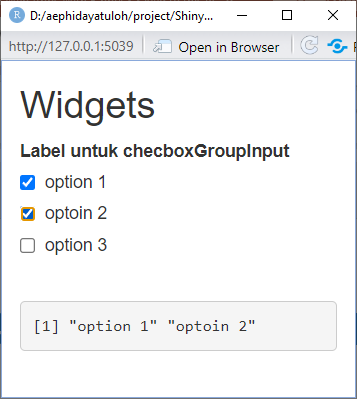 D:/aephidayatuloh/project/Shiny...
http://127.0.0.1:5039 Open in Browser
Widgets
Label untuk checboxGroupInput
option 1
optoin 2
option 3
[1] "option 1" "optoin 2"